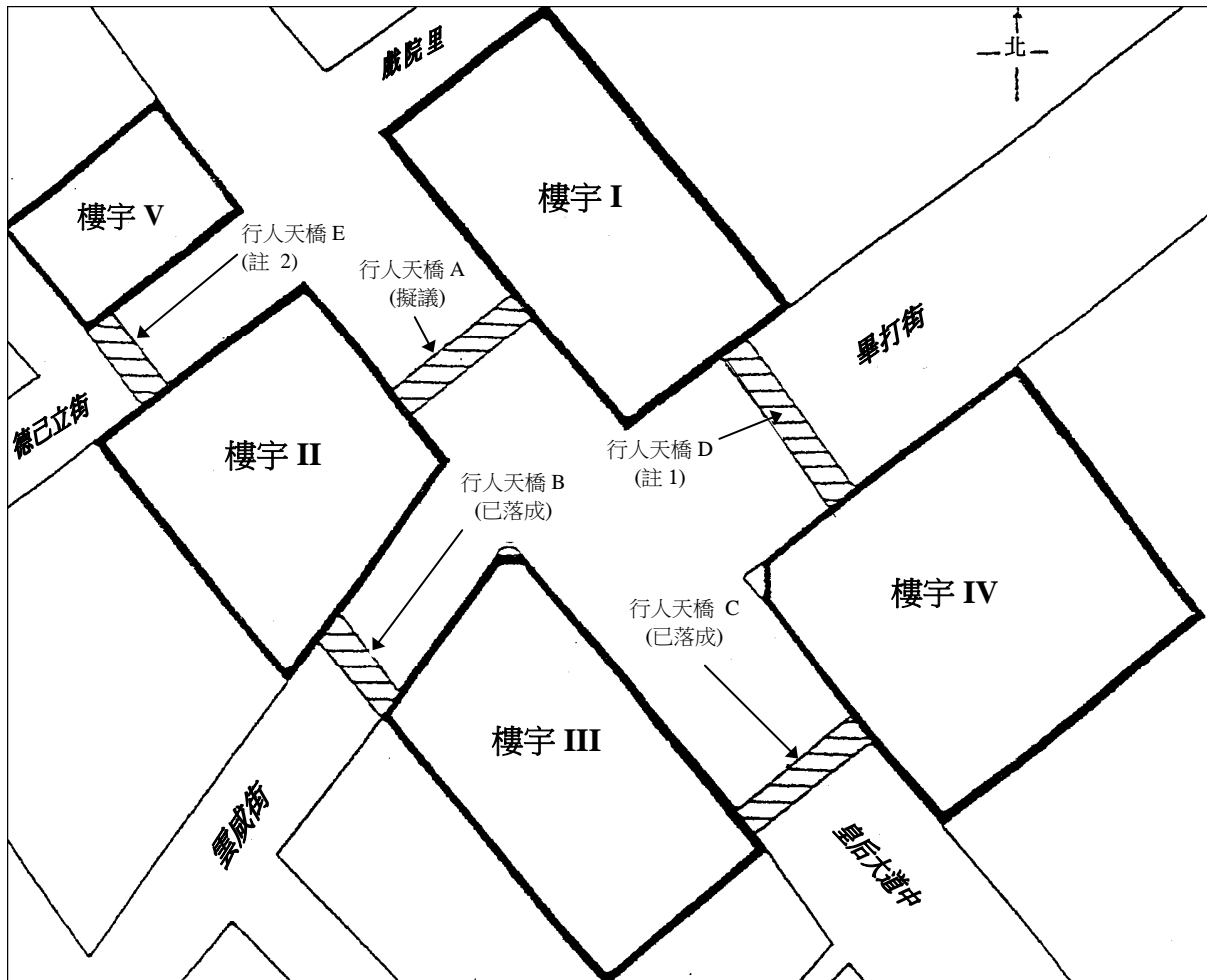 戲院里
北
樓宇 V
樓宇 I
行人天橋 E
(註 2)
行人天橋 A
(擬議)
畢打街
德己立街
樓宇 II
行人天橋 D
(註 1)
行人天橋 B
(已落成)
樓宇 IV
行人天橋 C
(已落成)
樓宇 III
雲咸街
皇后大道中